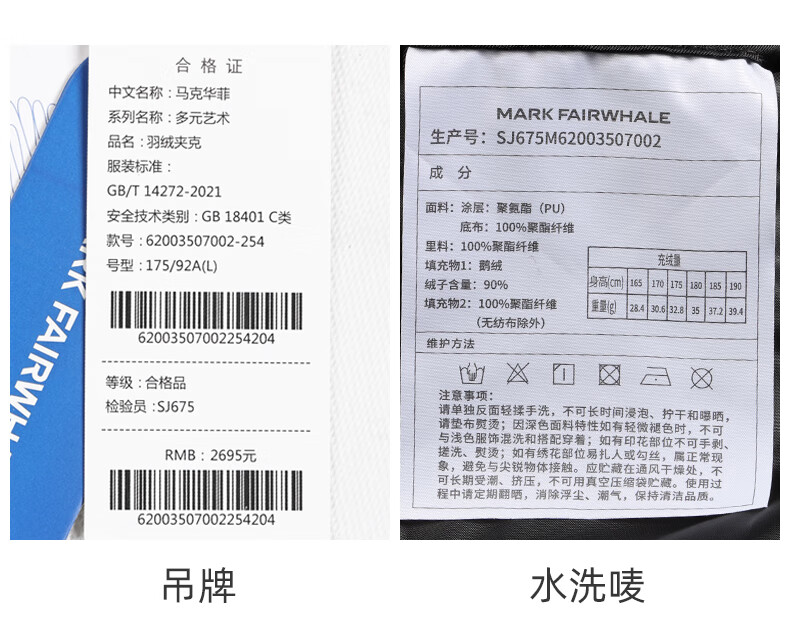 合格证
中文名称：马克华菲
系列名称：多元艺术
品名：羽绒夹克
服装标准：
GB/T 14272-2021
安全技术类别：GB 18401 C类
款号：62003507002-254
号型：175/92A(L)
62003507002254204
等级：合格品
检验员：SJ675
RMB：2695元
62003507002254204
RK FAIRWHA
MARK FAIRWHALE
生产号：SJ675M62003507002
成 分
面料：涂层：聚氨酯（PU）
底布：100%聚酯纤维
里料：100%聚酯纤维
填充物1：鹅绒
绒子含量：90%
填充物2：100%聚酯纤维
（无纺布除外）
充绒量
身高(cm) 165 170 175 180 185 190
重量(g) 28.4 30.6 32.8 35 37.2 39.4
维护方法
注意事项：
请单独反面轻揉手洗，不可长时间浸泡、拧干和曝晒，
请垫布熨烫；因深色面料特性如有轻微褪色时，不可
与浅色服饰混洗和搭配穿着；如有印花部位不可手剥、
搓洗、熨烫；如有绣花部位易扎人或勾丝，属正常现
象，避免与尖锐物体接触。应贮藏在通风干燥处，不
可长期受潮、挤压，不可用真空压缩袋贮藏。使用过
程中请定期翻晒，消除浮尘、潮气，保持清洁品质。
吊牌
水洗唛